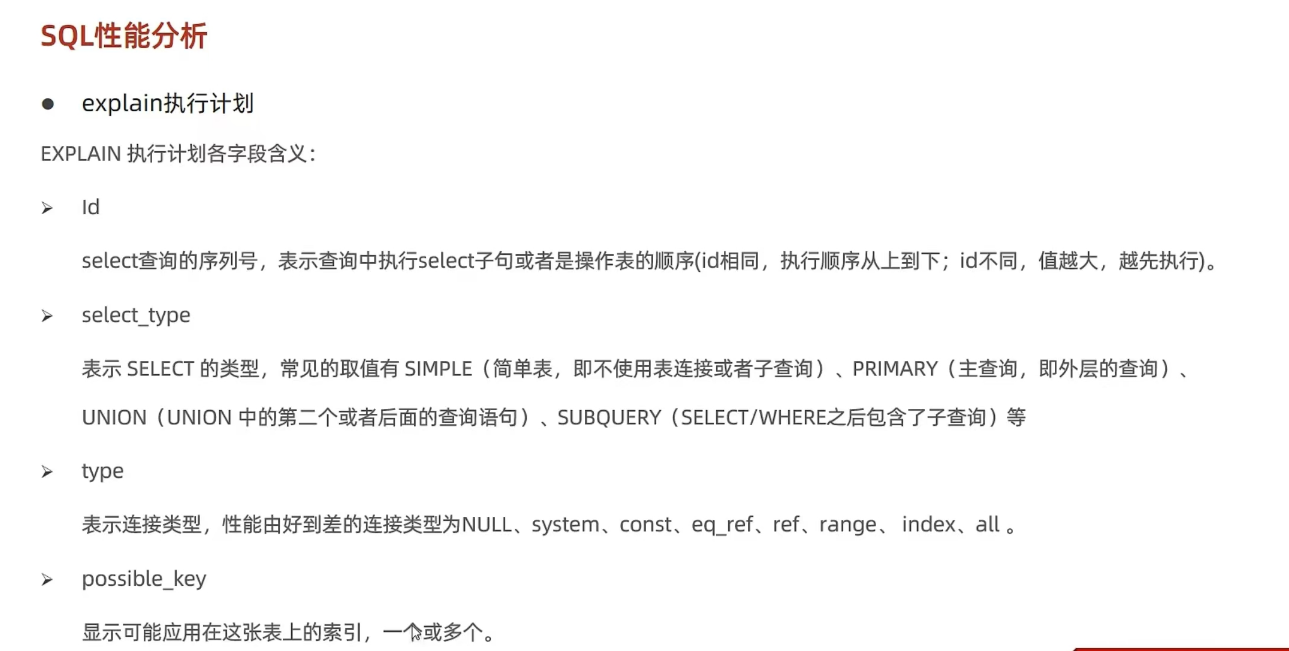 SQL性能分析
explain执行计划
EXPLAIN 执行计划各字段含义：
Id
select查询的序列号，表示查询中执行select子句或者是操作表的顺序(id相同，执行顺序从上到下；id不同，值越大，越先执行)。
select_type
表示 SELECT 的类型，常见的取值有 SIMPLE（简单表，即不使用表连接或者子查询）、PRIMARY（主查询，即外层的查询）、
UNION（UNION 中的第二个或者后面的查询语句）、SUBQUERY（SELECT/WHERE之后包含了子查询）等
type
表示连接类型，性能由好到差的连接类型为NULL、system、const、eq_ref、ref、range、 index、all 。
possible_key
显示可能应用在这张表上的索引，一个或多个。